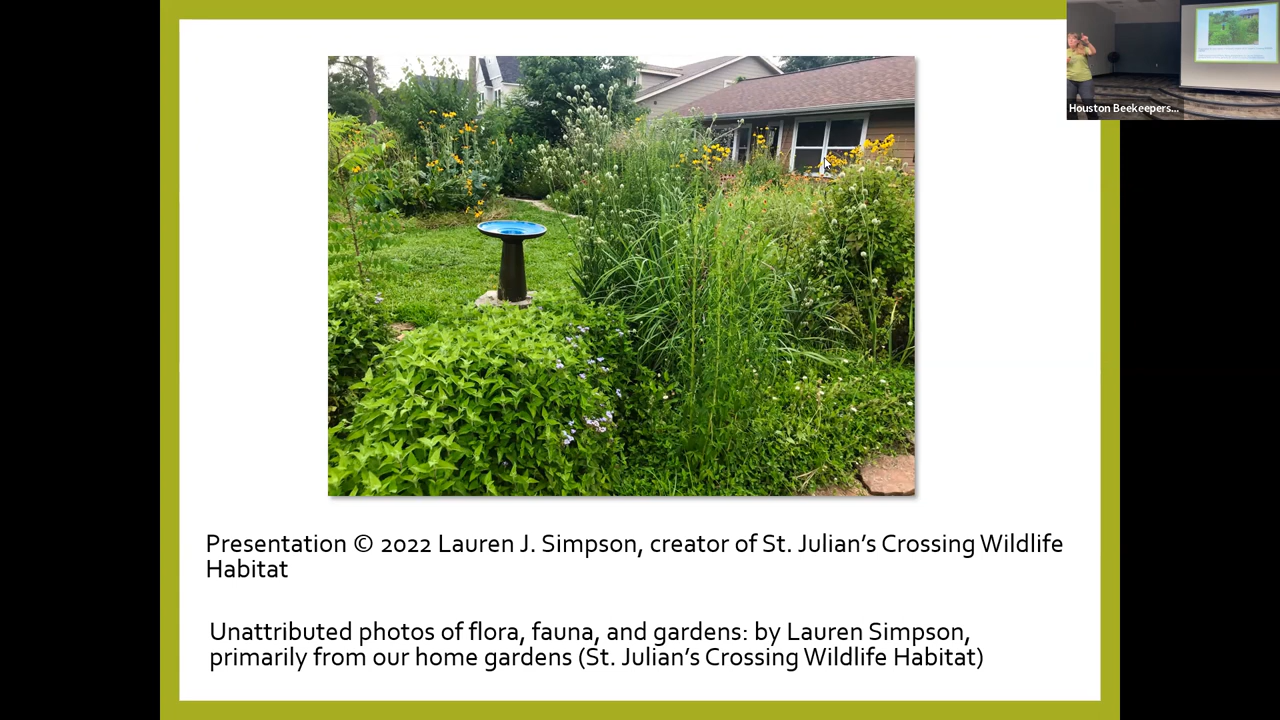 Houston Beekeepers...
Presentation © 2022 Lauren J. Simpson, creator of St. Julian's Crossing Wildlife
Habitat
Unattributed photos of flora, fauna, and gardens: by Lauren Simpson,
primarily from our home gardens (St. Julian's Crossing Wildlife Habitat)